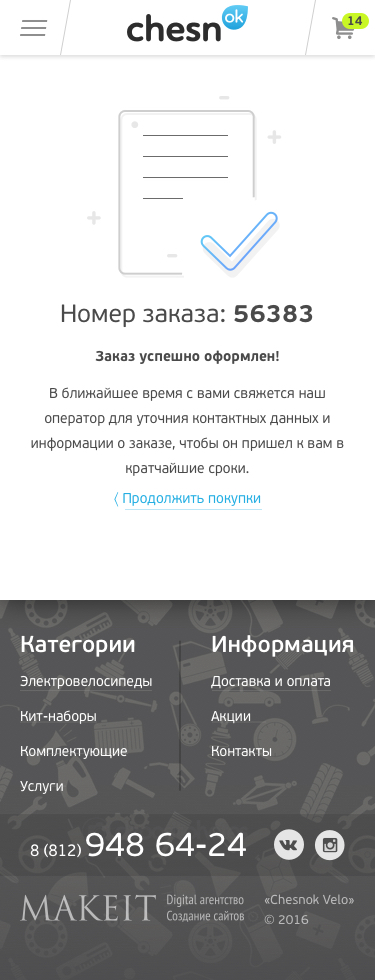 chesn ok
14
Номер заказа: 56383
Заказ успешно оформлен!
В ближайшее время с вами свяжется наш
оператор для уточния контактных данных и
информации о заказе, чтобы он пришел к вам в
кратчайшие сроки.
〈 Продолжить покупки
Категории
Электровелосипеды
Кит-наборы
Комплектующие
Услуги
Информация
Доставка и оплата
Акции
Контакты
8 (812) 948 64-24
MAKEIT
Digital агентство
Создание сайтов
«Chesnok Velo»
© 2016